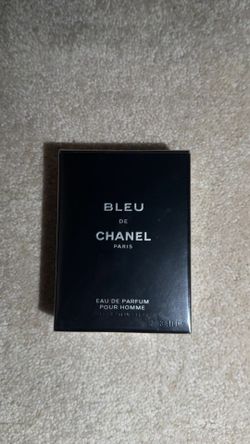 BLEU
DE
CHANEL
PARIS
EAU DE PARFUM
POUR HOMME